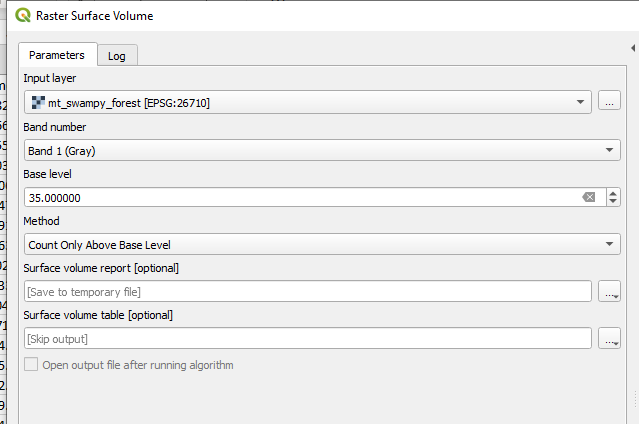 Raster Surface Volume
Parameters
Log
Input layer
mt_swampy_forest [EPSG:26710]
...
Band number
Band 1 (Gray)
Base level
35.000000
Method
Count Only Above Base Level
Surface volume report [optional]
[Save to temporary file]
...
Surface volume table [optional]
[Skip output]
...
Open output file after running algorithm